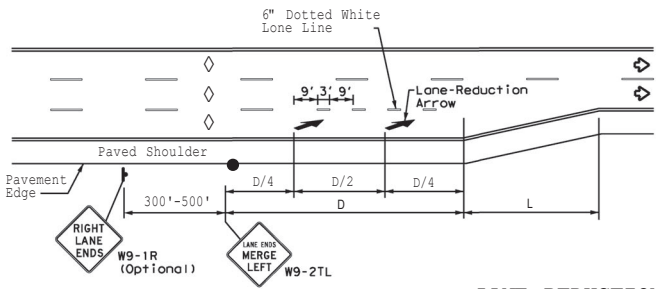 6" Dotted White
Lone Line
9' 3' 9'
Lane-Reduction
Arrow
Paved Shoulder
Pavement
Edge
D/4
D/2
D/4
300'-500'
D
L
RIGHT
LANE
ENDS
W9-1R
(Optional)
LANE ENDS
MERGE
LEFT
W9-2TL